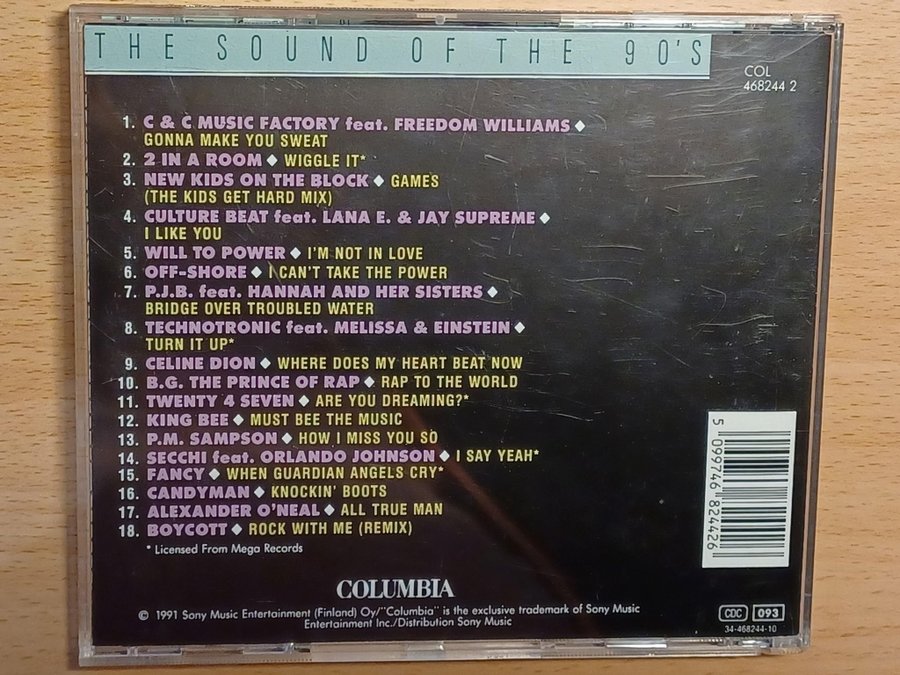 THE SOUND OF THE 90'S
COL
468244 2
1. C & C MUSIC FACTORY feat. FREEDOM WILLIAMS ◆
GONNA MAKE YOU SWEAT
2. 2 IN A ROOM ◆ WIGGLE IT*
3. NEW KIDS ON THE BLOCK ◆ GAMES
(THE KIDS GET HARD MIX)
4. CULTURE BEAT feat. LANA E. & JAY SUPREME ◆
I LIKE YOU
5. WILL TO POWER ◆ I'M NOT IN LOVE
6. OFF-SHORE ◆ I CAN'T TAKE THE POWER
7. P.J.B. feat. HANNAH AND HER SISTERS ◆
BRIDGE OVER TROUBLED WATER
8. TECHNOTRONIC feat. MELISSA & EINSTEIN ◆
TURN IT UP*
9. CELINE DION ◆ WHERE DOES MY HEART BEAT NOW
10. B.G. THE PRINCE OF RAP ◆ RAP TO THE WORLD
11. TWENTY 4 SEVEN ◆ ARE YOU DREAMING?*
12. KING BEE ◆ MUST BEE THE MUSIC
13. P.M. SAMPSON ◆ HOW I MISS YOU SO
14. SECCHI feat. ORLANDO JOHNSON ◆ I SAY YEAH*
15. FANCY ◆ WHEN GUARDIAN ANGELS CRY*
16. CANDYMAN ◆ KNOCKIN' BOOTS
17. ALEXANDER O'NEAL ◆ ALL TRUE MAN
18. BOYCOTT ◆ ROCK WITH ME (REMIX)
* Licensed From Mega Records
5 099746 824426
COLUMBIA
© 1991 Sony Music Entertainment (Finland) Oy/"Columbia" is the exclusive trademark of Sony Music
Entertainment Inc./Distribution Sony Music
CDC 093
34-468244-10